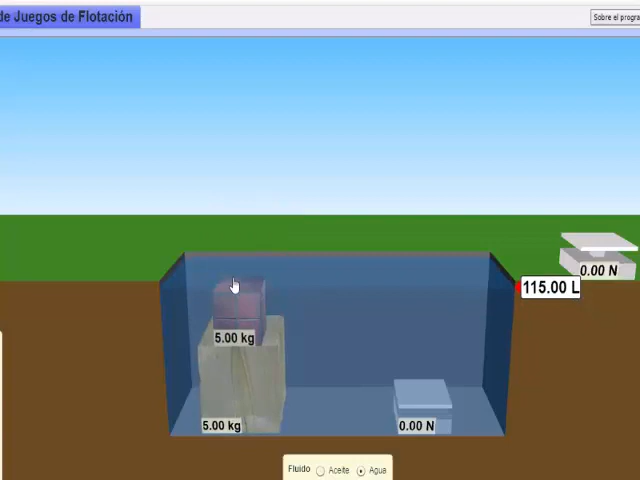 de Juegos de Flotación
Sobre el progra
0.00 N
115.00 L
5.00 kg
5.00 kg
0.00 N
Fluido
Aceite
Agua